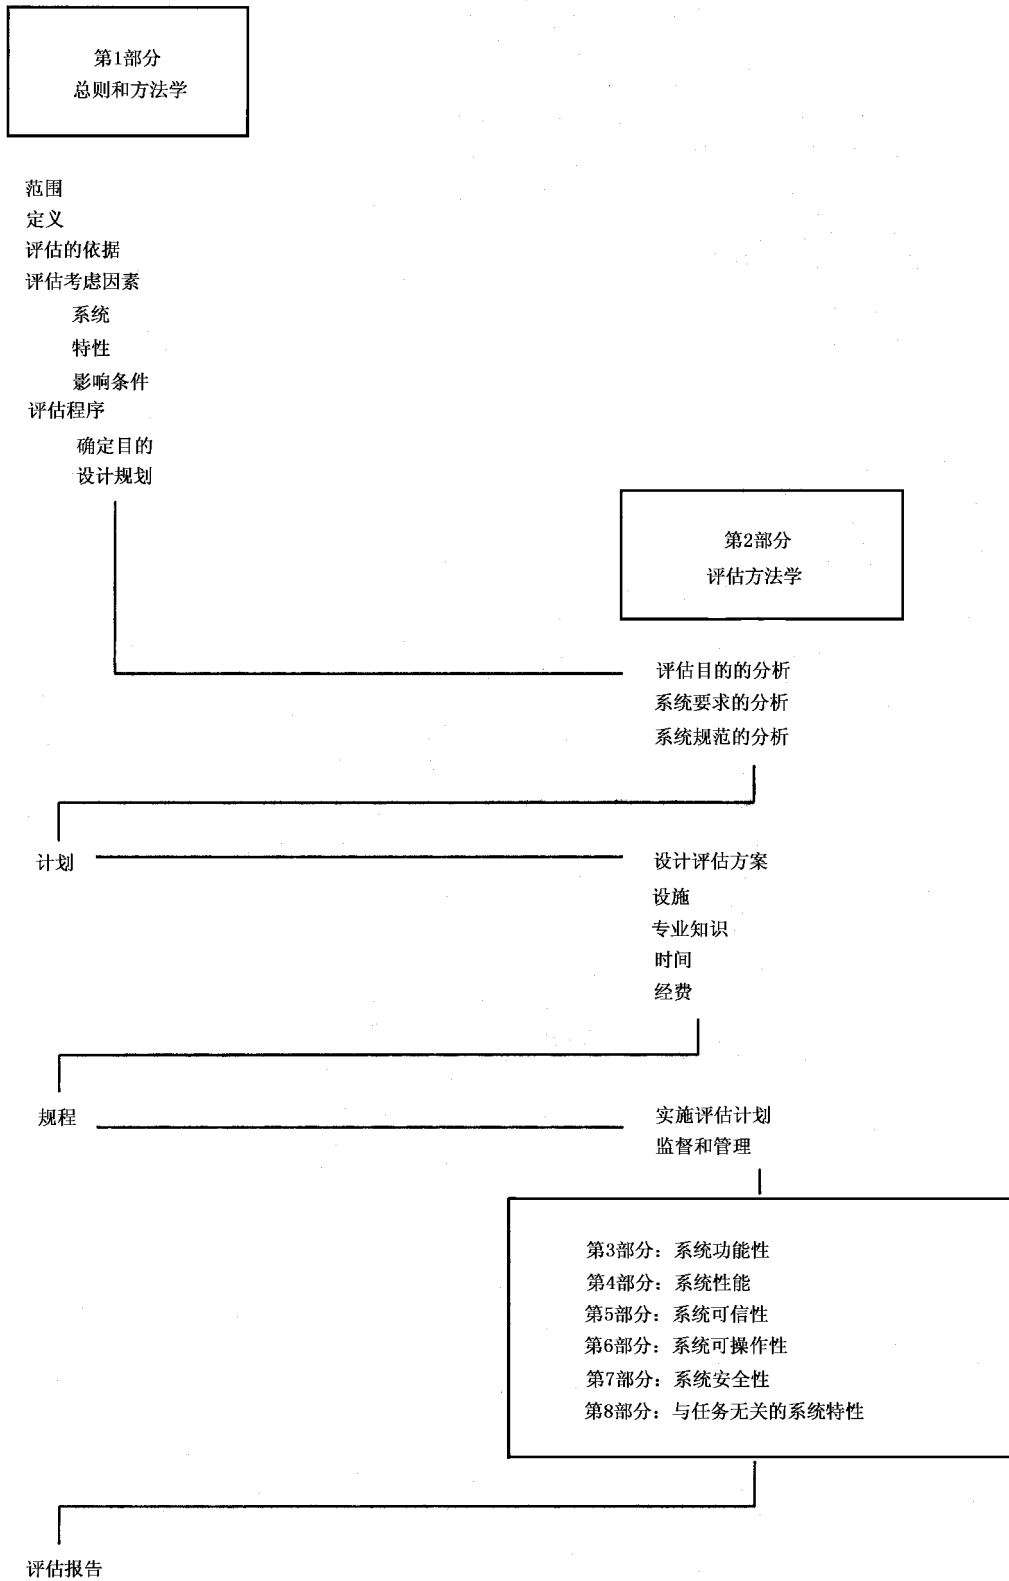 第1部分
总则和方法学
范围
定义
评估的依据
评估考虑因素
系统
特性
影响条件
评估程序
确定目的
设计规划
第2部分
评估方法学
评估目的的分析
系统要求的分析
系统规范的分析
计划
设计评估方案
设施
专业知识
时间
经费
规程
实施评估计划
监督和管理
第3部分：系统功能性
第4部分：系统性能
第5部分：系统可信性
第6部分：系统可操作性
第7部分：系统安全性
第8部分：与任务无关的系统特性
评估报告